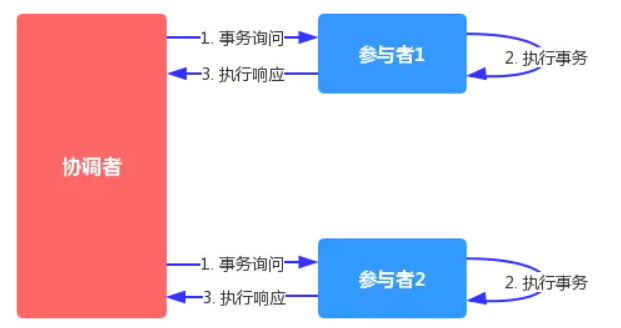 协调者
1. 事务询问
参与者1
2. 执行事务
3. 执行响应
1. 事务询问
参与者2
2. 执行事务
3. 执行响应